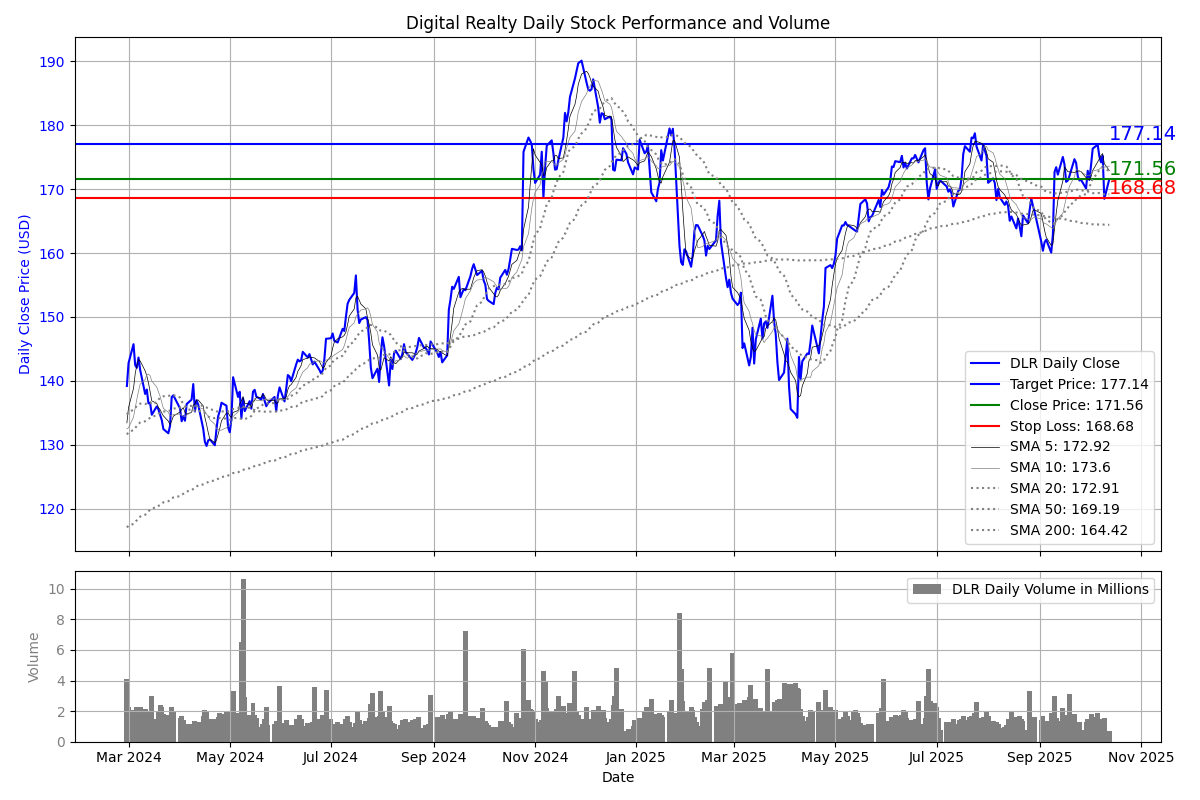 Digital Realty Daily Stock Performance and Volume
190
180
170
160
150
140
130
120
Daily Close Price (USD)
177.14
171.56
168.68
DLR Daily Close
Target Price: 177.14
Close Price: 171.56
Stop Loss: 168.68
SMA 5: 172.92
SMA 10: 173.6
SMA 20: 172.91
SMA 50: 169.19
SMA 200: 164.42
10
8
6
4
2
0
Volume
DLR Daily Volume in Millions
Mar 2024 May 2024 Jul 2024 Sep 2024 Nov 2024 Jan 2025 Mar 2025 May 2025 Jul 2025 Sep 2025 Nov 2025
Date